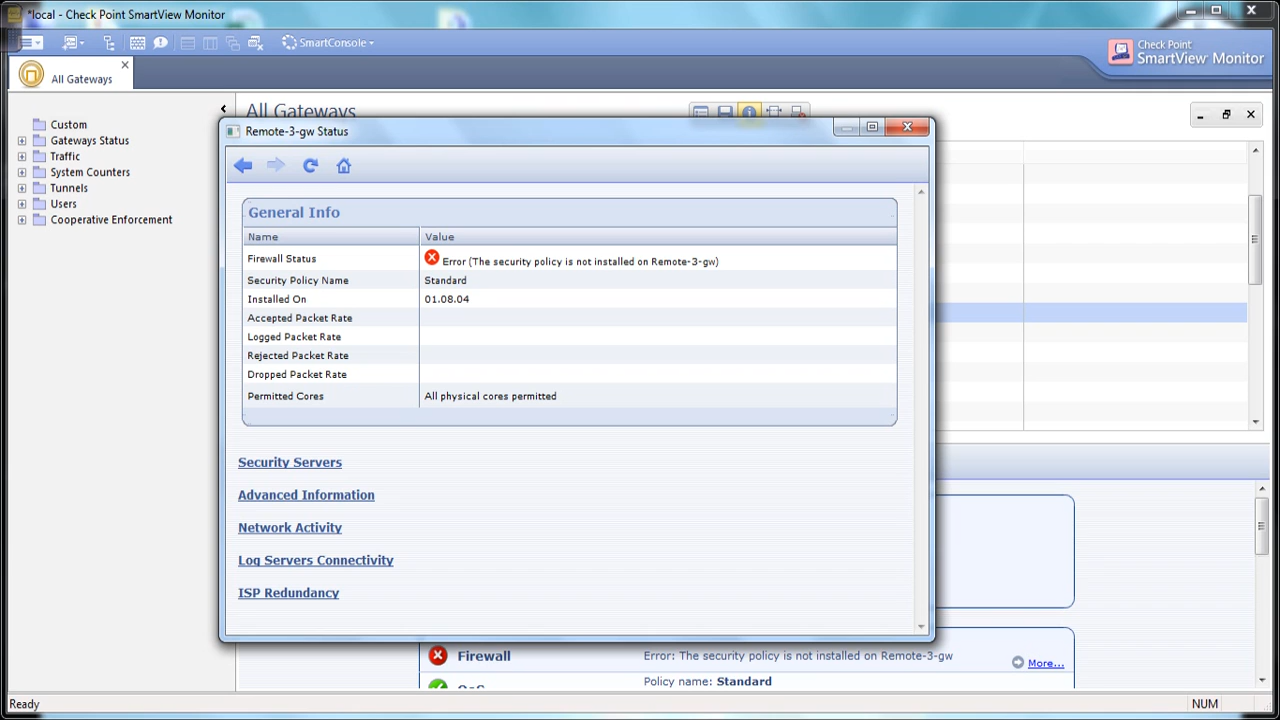 *local - Check Point SmartView Monitor
SmartConsole
Check Point
SmartView Monitor
All Gateways
Custom
Gateways Status
Traffic
System Counters
Tunnels
Users
Cooperative Enforcement
All Gateways
Remote-3-gw Status
General Info
Name Value
Firewall Status Error (The security policy is not installed on Remote-3-gw)
Security Policy Name Standard
Installed On 01.08.04
Accepted Packet Rate
Logged Packet Rate
Rejected Packet Rate
Dropped Packet Rate
Permitted Cores All physical cores permitted
Security Servers
Advanced Information
Network Activity
Log Servers Connectivity
ISP Redundancy
Firewall Error: The security policy is not installed on Remote-3-gw More...
Policy name: Standard
Ready NUM